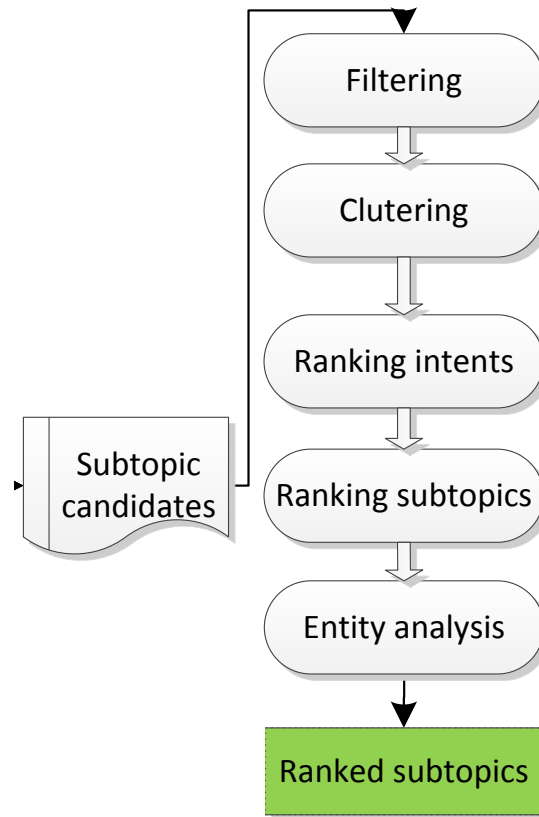 Filtering
Clutering
Ranking intents
Subtopic
candidates
Ranking subtopics
Entity analysis
Ranked subtopics